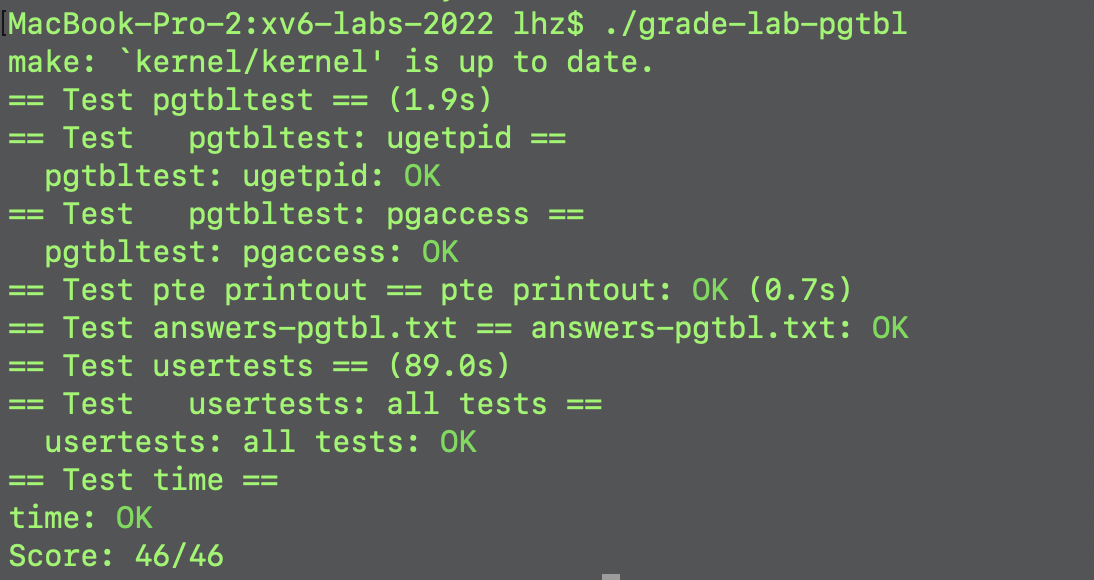 [MacBook-Pro-2:xv6-labs-2022 lhz$ ./grade-lab-pgtbl
make: `kernel/kernel' is up to date.
== Test pgtbltest == (1.9s)
== Test   pgtbltest: ugetpid ==
  pgtbltest: ugetpid: OK
== Test   pgtbltest: pgaccess ==
  pgtbltest: pgaccess: OK
== Test pte printout == pte printout: OK (0.7s)
== Test answers-pgtbl.txt == answers-pgtbl.txt: OK
== Test usertests == (89.0s)
== Test   usertests: all tests ==
  usertests: all tests: OK
== Test time ==
time: OK
Score: 46/46